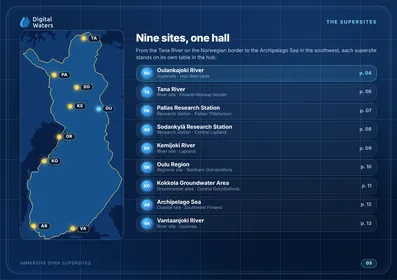 Digital
Waters
THE SUPERSITES
TA
PA
SO
KE
OU
OR
KO
AR
VA
Nine sites, one hall
From the Tana River on the Norwegian border to the Archipelago Sea in the southwest, each supersite
stands on its own table in the hub.
OU
Oulankajoki River
Supersite · oval-dais table
p. 04
TA
Tana River
River site · Finland-Norway border
p. 06
PA
Pallas Research Station
Research station · Pallas-Yllästunturi
p. 07
SO
Sodankylä Research Station
Research station · Central Lapland
p. 08
KE
Kemijoki River
River site · Lapland
p. 09
OR
Oulu Region
Regional site · Northern Ostrobothnia
p. 10
KO
Kokkola Groundwater Area
Groundwater area · Central Ostrobothnia
p. 11
AR
Archipelago Sea
Coastal sea · Southwest Finland
p. 12
VA
Vantaanjoki River
River site · Uusimaa
p. 13
IMMERSIVE DIWA SUPERSITES
03